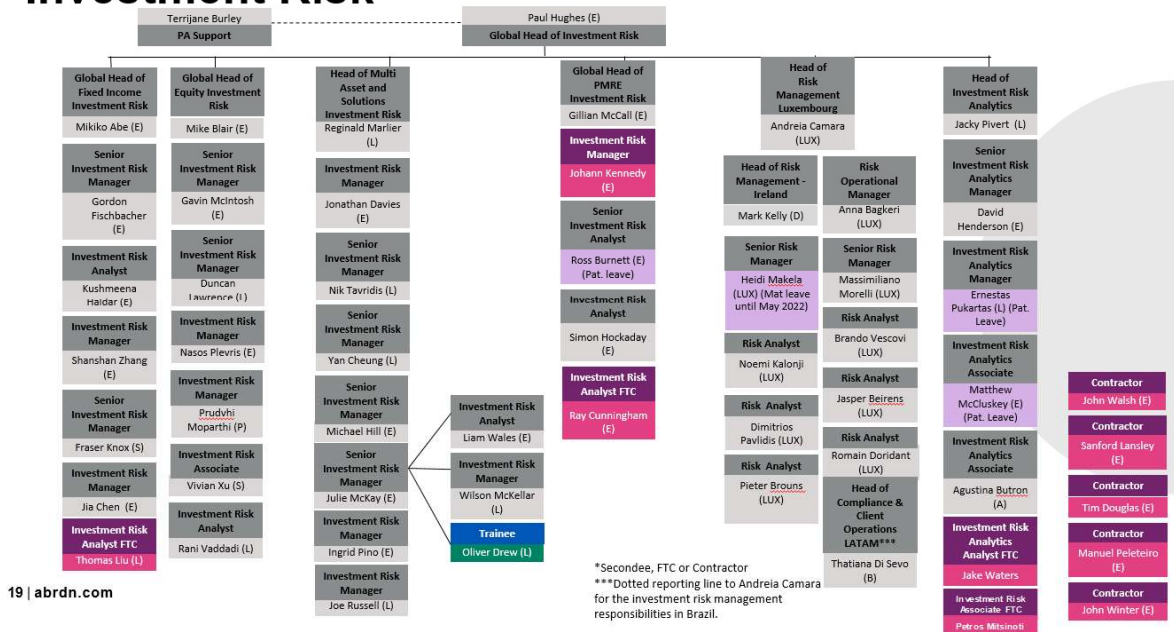 Investment Risk
Terrijane Burley
PA Support
Paul Hughes (E)
Global Head of Investment Risk
Global Head of
Fixed Income
Investment Risk
Mikiko Abe (E)
Senior
Investment Risk
Manager
Gordon
Fischbacher
(E)
Investment Risk
Analyst
Kushmeena
Haldar (E)
Investment Risk
Manager
Shanshan Zhang
(E)
Senior
Investment Risk
Manager
Fraser Knox (S)
Investment Risk
Manager
Jia Chen (E)
Investment Risk
Analyst FTC
Thomas Liu (L)
Global Head of
Equity Investment
Risk
Mike Blair (E)
Senior
Investment Risk
Manager
Gavin McIntosh
(E)
Senior
Investment Risk
Manager
Duncan
Lawrence (L)
Investment Risk
Manager
Nasos Plevris (E)
Investment Risk
Manager
Prudvhi
Moparthi (P)
Investment Risk
Associate
Vivian Xu (S)
Investment Risk
Analyst
Rani Vaddadi (L)
Head of Multi
Asset and
Solutions
Investment Risk
Reginald Marlier
(L)
Investment Risk
Manager
Jonathan Davies
(E)
Senior
Investment Risk
Manager
Nik Tavridis (L)
Senior
Investment Risk
Manager
Yan Cheung (L)
Senior
Investment Risk
Manager
Michael Hill (E)
Senior
Investment Risk
Manager
Julie McKay (E)
Investment Risk
Manager
Ingrid Pino (E)
Investment Risk
Manager
Joe Russell (L)
Investment Risk
Analyst
Liam Wales (E)
Investment Risk
Manager
Wilson McKellar
(L)
Trainee
Oliver Drew (L)
Global Head of
PMRE
Investment Risk
Gillian McCall (E)
Investment Risk
Manager
Johann Kennedy
(E)
Senior
Investment Risk
Analyst
Ross Burnett (E)
(Pat. leave)
Investment Risk
Analyst
Simon Hockaday
(E)
Investment Risk
Analyst FTC
Ray Cunningham
(E)
Head of
Risk
Management
Luxembourg
Andreia Camara
(LUX)
Head of Risk
Management -
Ireland
Mark Kelly (D)
Senior Risk
Manager
Heidi Makela
(LUX) (Mat leave
until May 2022)
Risk Analyst
Noemi Kalonji
(LUX)
Risk Analyst
Dimitrios
Pavlidis (LUX)
Risk Analyst
Pieter Brouns
(LUX)
Risk
Operational
Manager
Anna Bagkeri
(LUX)
Senior Risk
Manager
Massimiliano
Morelli (LUX)
Risk Analyst
Brando Vescovi
(LUX)
Risk Analyst
Jasper Beirens
(LUX)
Risk Analyst
Romain Doridant
(LUX)
Head of
Compliance &
Client
Operations
LATAM***
Thatiana Di Sevo
(B)
Head of
Investment Risk
Analytics
Jacky Pivert (L)
Senior
Investment Risk
Analytics
Manager
David
Henderson (E)
Investment Risk
Analytics
Manager
Ernestas
Pukartas (L) (Pat.
Leave)
Investment Risk
Analytics
Associate
Matthew
McCluskey (E)
(Pat. Leave)
Investment Risk
Analytics
Associate
Agustina Butron
(A)
Investment Risk
Analytics
Analyst FTC
Jake Waters
Investment Risk
Associate FTC
Petros Mitsinoti
Contractor
John Walsh (E)
Contractor
Sanford Lansley
(E)
Contractor
Tim Douglas (E)
Contractor
Manuel Peleteiro
(E)
Contractor
John Winter (E)
*Secondee, FTC or Contractor
***Dotted reporting line to Andreia Camara
for the investment risk management
responsibilities in Brazil.
19 | abrdn.com